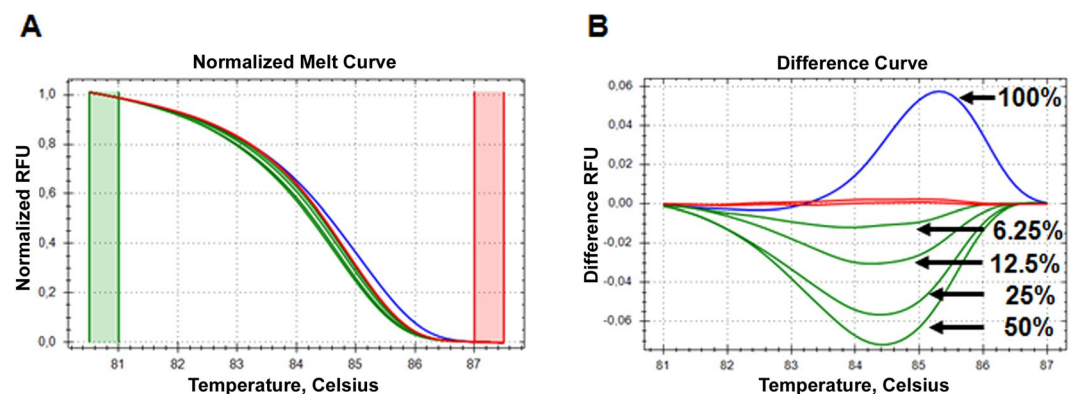 A
Normalized Melt Curve
Normalized RFU
1,0
0,8
0,6
0,4
0,2
0,0
81 82 83 84 85 86 87
Temperature, Celsius
B
Difference Curve
Difference RFU
0,06
0,04
0,02
0,00
-0,02
-0,04
-0,06
100%
6.25%
12.5%
25%
50%
81 82 83 84 85 86 87
Temperature, Celsius